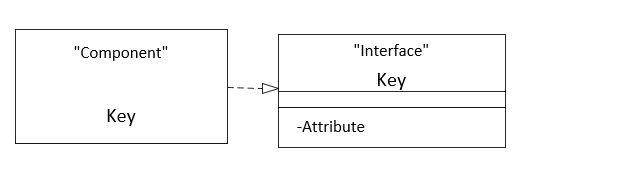 "Component"
Key
"Interface"
Key
-Attribute